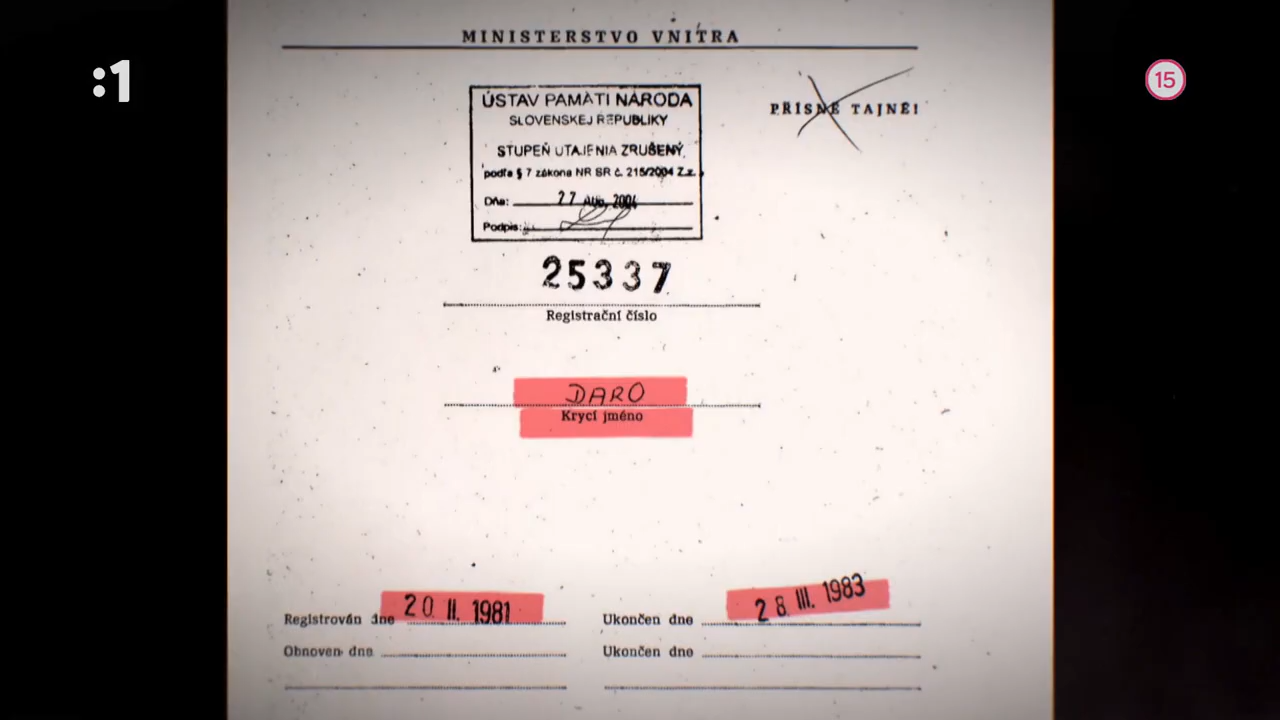 MINISTERSTVO VNITRA
:1
15
ÚSTAV PAMÄTI NÁRODA
SLOVENSKEJ REPUBLIKY
STUPEŇ UTAJENIA ZRUŠENÝ
podľa § 7 zákona NR SR č. 215/2004 Z.z.
Dňa: 27 AUG. 2004
Podpis:
PŘÍSNĚ TAJNÉ!
25337
Registrační číslo
DARO
Krycí jméno
Registrován dne 20 II. 1981
Ukončen dne 28 III. 1983
Obnoven dne
Ukončen dne